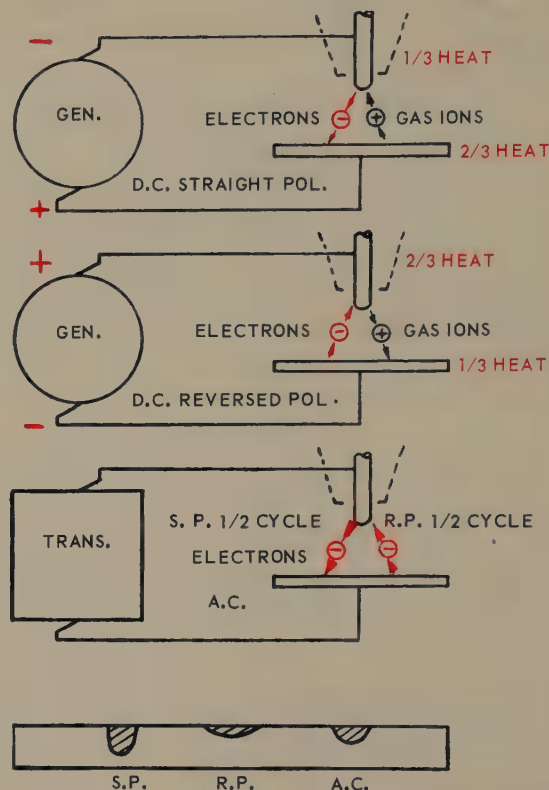 −
1/3 HEAT
GEN.
ELECTRONS − + GAS IONS
2/3 HEAT
D.C. STRAIGHT POL.
+
+
2/3 HEAT
GEN.
ELECTRONS − + GAS IONS
1/3 HEAT
D.C. REVERSED POL.
−
S. P. 1/2 CYCLE R.P. 1/2 CYCLE
TRANS.
ELECTRONS − −
A.C.
S.P. R.P. A.C.